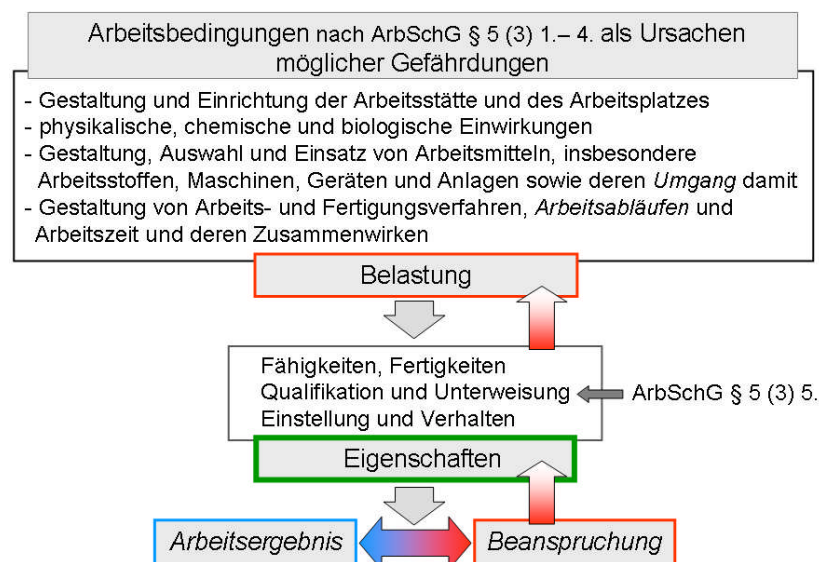 Arbeitsbedingungen nach ArbSchG § 5 (3) 1.– 4. als Ursachen
möglicher Gefährdungen
- Gestaltung und Einrichtung der Arbeitsstätte und des Arbeitsplatzes
- physikalische, chemische und biologische Einwirkungen
- Gestaltung, Auswahl und Einsatz von Arbeitsmitteln, insbesondere
Arbeitsstoffen, Maschinen, Geräten und Anlagen sowie deren Umgang damit
- Gestaltung von Arbeits- und Fertigungsverfahren, Arbeitsabläufen und
Arbeitszeit und deren Zusammenwirken
Belastung
Fähigkeiten, Fertigkeiten
Qualifikation und Unterweisung
Einstellung und Verhalten
ArbSchG § 5 (3) 5.
Eigenschaften
Arbeitsergebnis
Beanspruchung